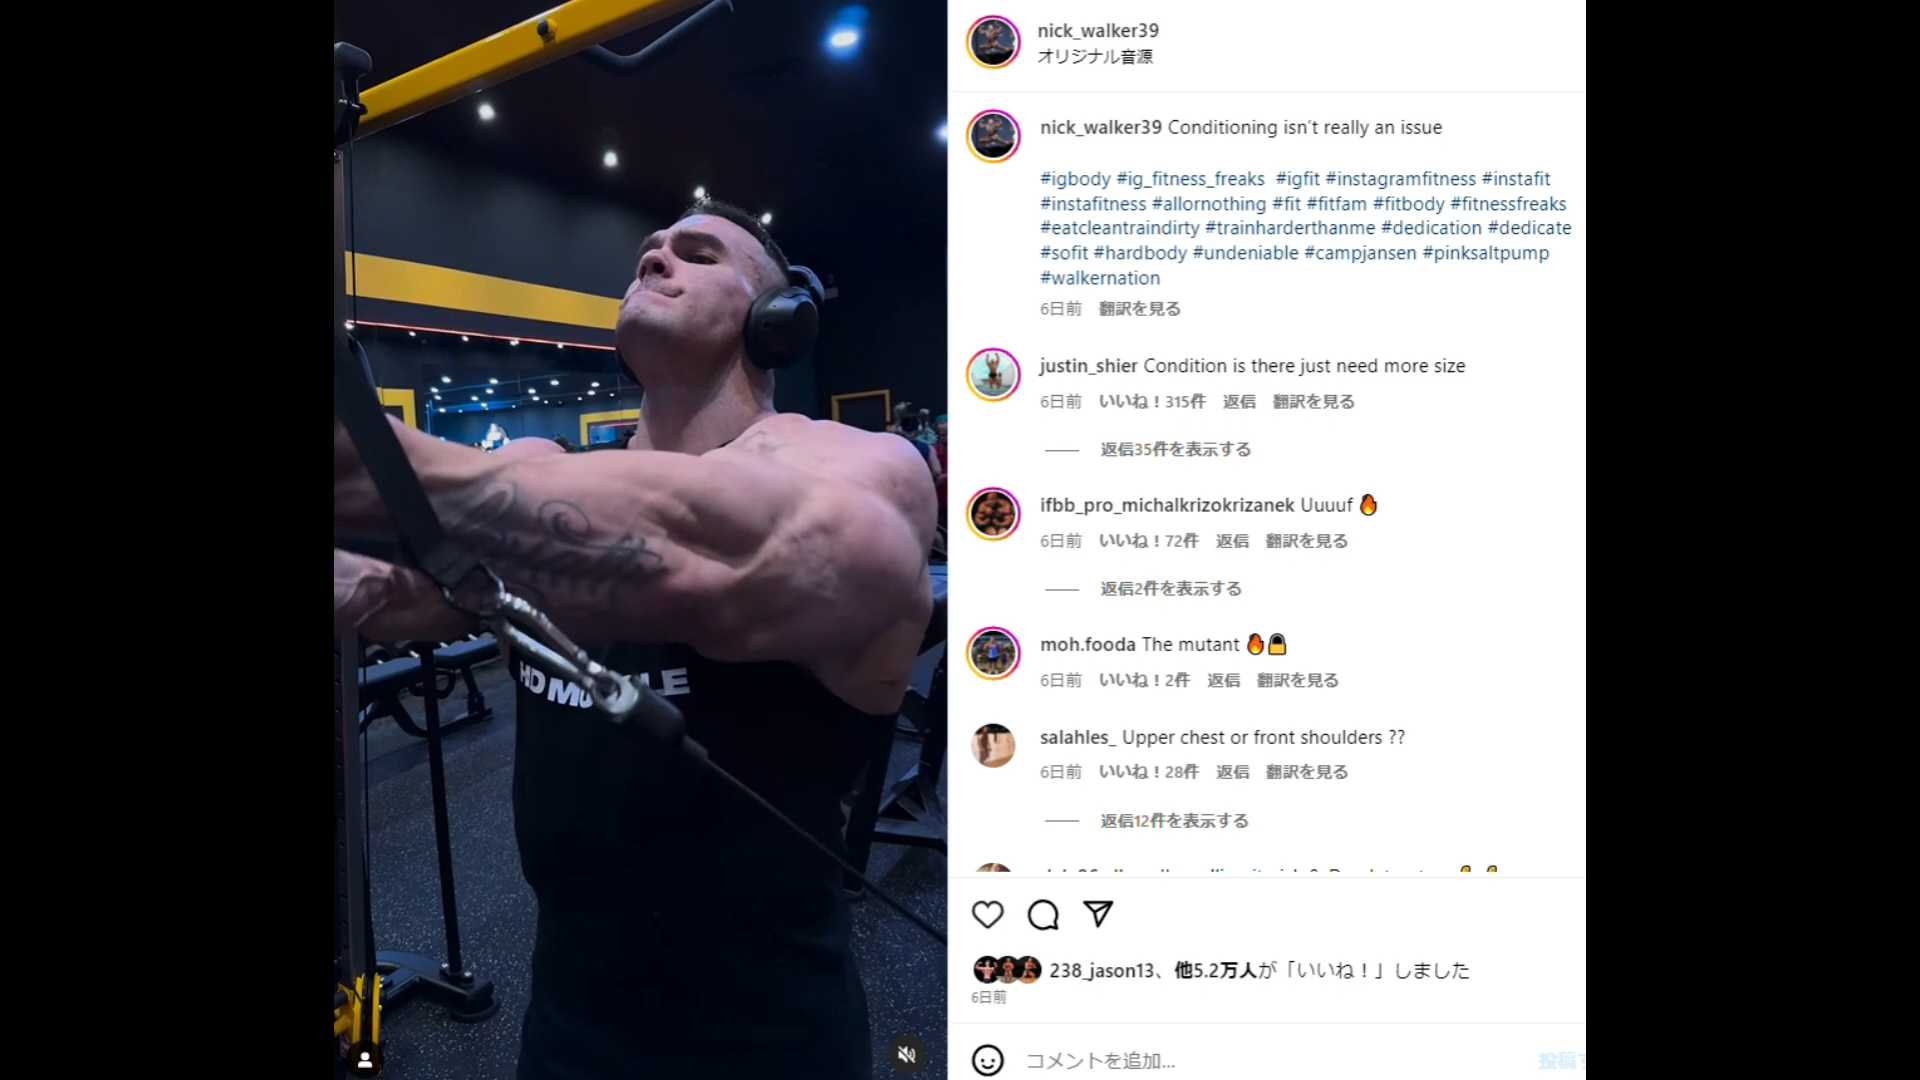 nick_walker39
オリジナル音源
nick_walker39 Conditioning isn't really an issue
#igbody #ig_fitness_freaks #igfit #instagramfitness #instafit
#instafitness #allornothing #fit #fitfam #fitbody #fitnessfreaks
#eatcleantraindirty #trainharderthanme #dedication #dedicate
#sofit #hardbody #undeniable #campjansen #pinksaltpump
#walkernation
6日前 翻訳を見る
justin_shier Condition is there just need more size
6日前 いいね！315件 返信 翻訳を見る
返信35件を表示する
ifbb_pro_michalkrizokrizanek Uuuuf 🔥
6日前 いいね！72件 返信 翻訳を見る
返信2件を表示する
moh.fooda The mutant 🔥🔒
6日前 いいね！2件 返信 翻訳を見る
salahles_ Upper chest or front shoulders ??
6日前 いいね！28件 返信 翻訳を見る
返信12件を表示する
238_jason13、他5.2万人が「いいね！」しました
6日前
コメントを追加...
HD